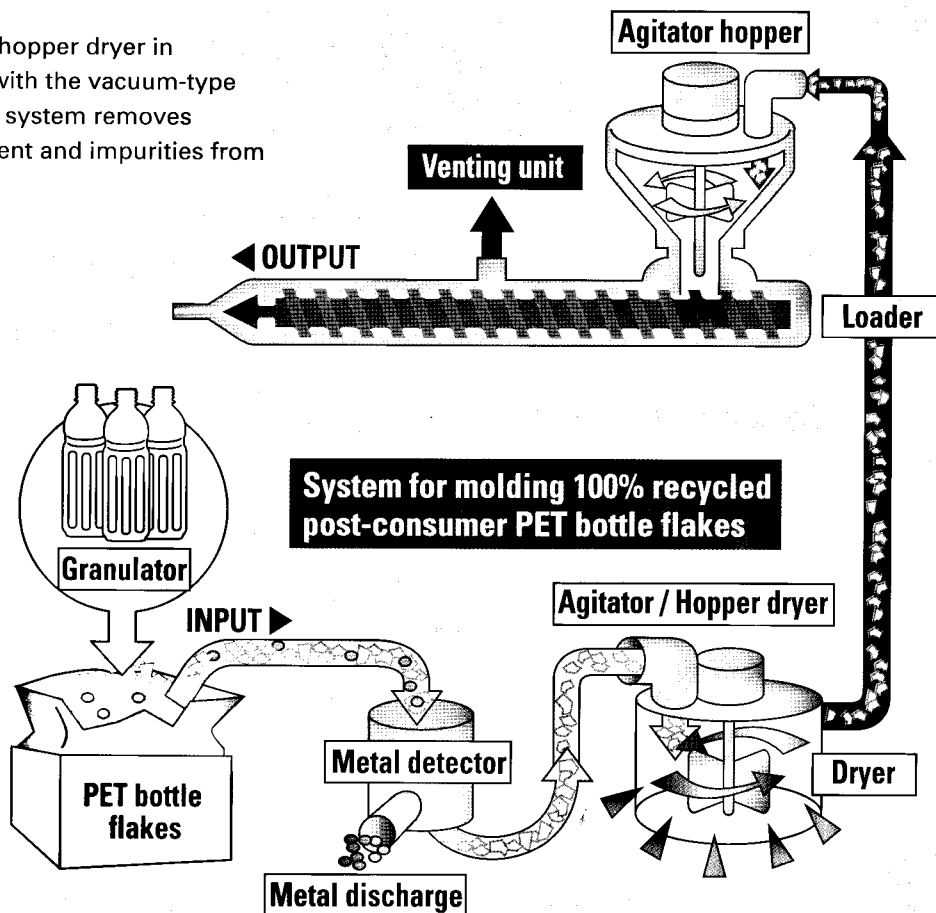 hopper dryer in
with the vacuum-type
system removes
ent and impurities from
Agitator hopper
Venting unit
◀ OUTPUT
Loader
System for molding 100% recycled
post-consumer PET bottle flakes
Granulator
INPUT ▶
Agitator / Hopper dryer
Metal detector
Dryer
PET bottle
flakes
Metal discharge